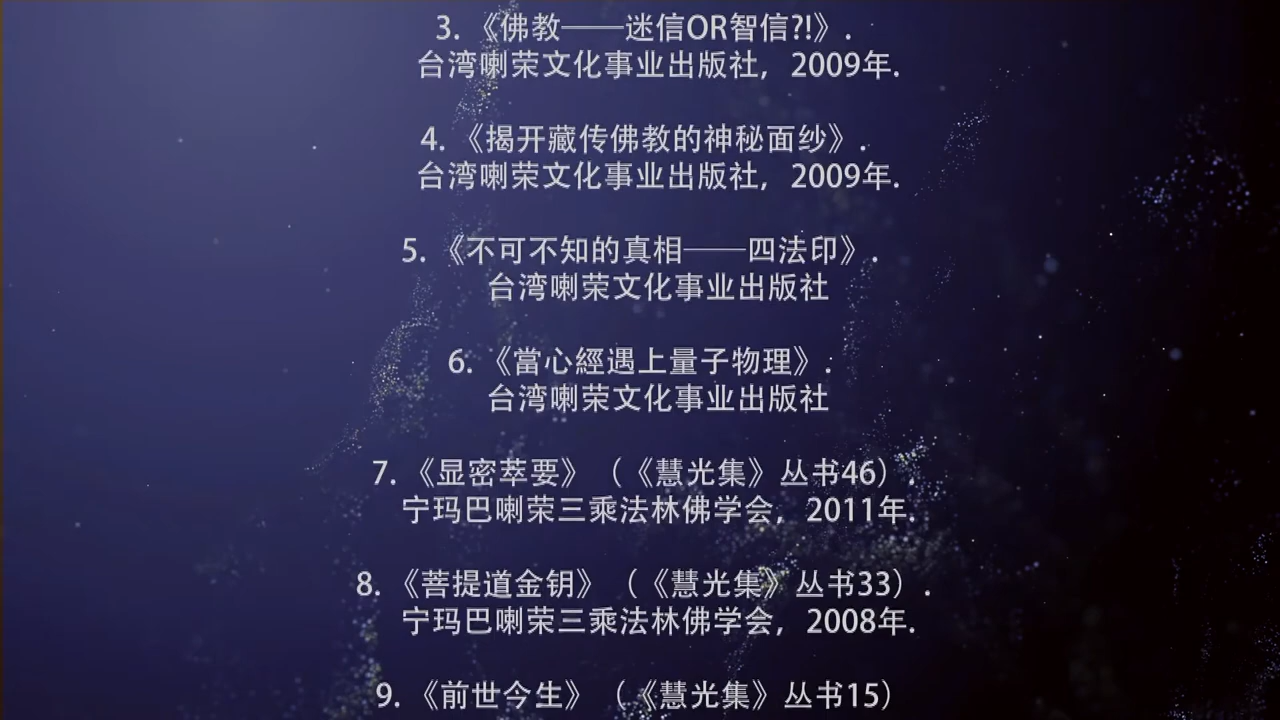 3. 《佛教——迷信OR智信?!》.
台湾喇荣文化事业出版社，2009年.
4. 《揭开藏传佛教的神秘面纱》.
台湾喇荣文化事业出版社，2009年.
5. 《不可不知的真相——四法印》.
台湾喇荣文化事业出版社
6. 《當心經遇上量子物理》.
台湾喇荣文化事业出版社
7. 《显密萃要》（《慧光集》丛书46）.
宁玛巴喇荣三乘法林佛学会，2011年.
8. 《菩提道金钥》（《慧光集》丛书33）.
宁玛巴喇荣三乘法林佛学会，2008年.
9. 《前世今生》（《慧光集》丛书15）